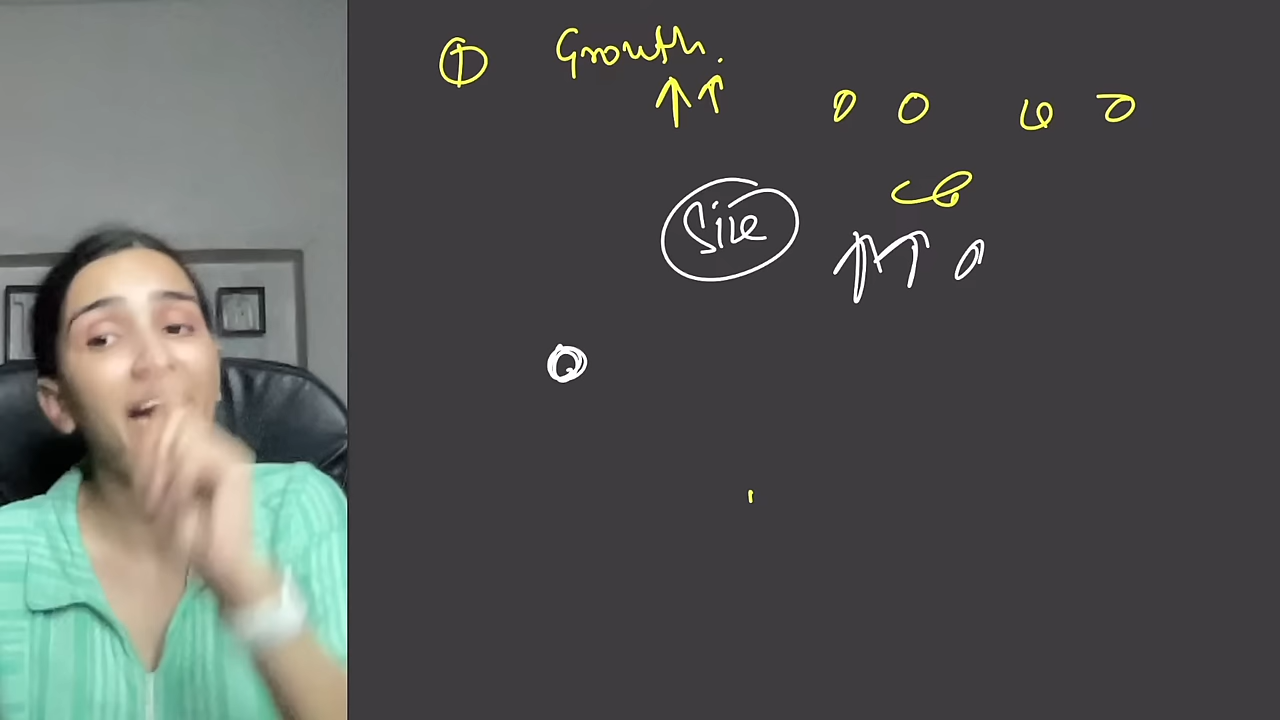 ① Growth.
↑↑
Size
↑↑